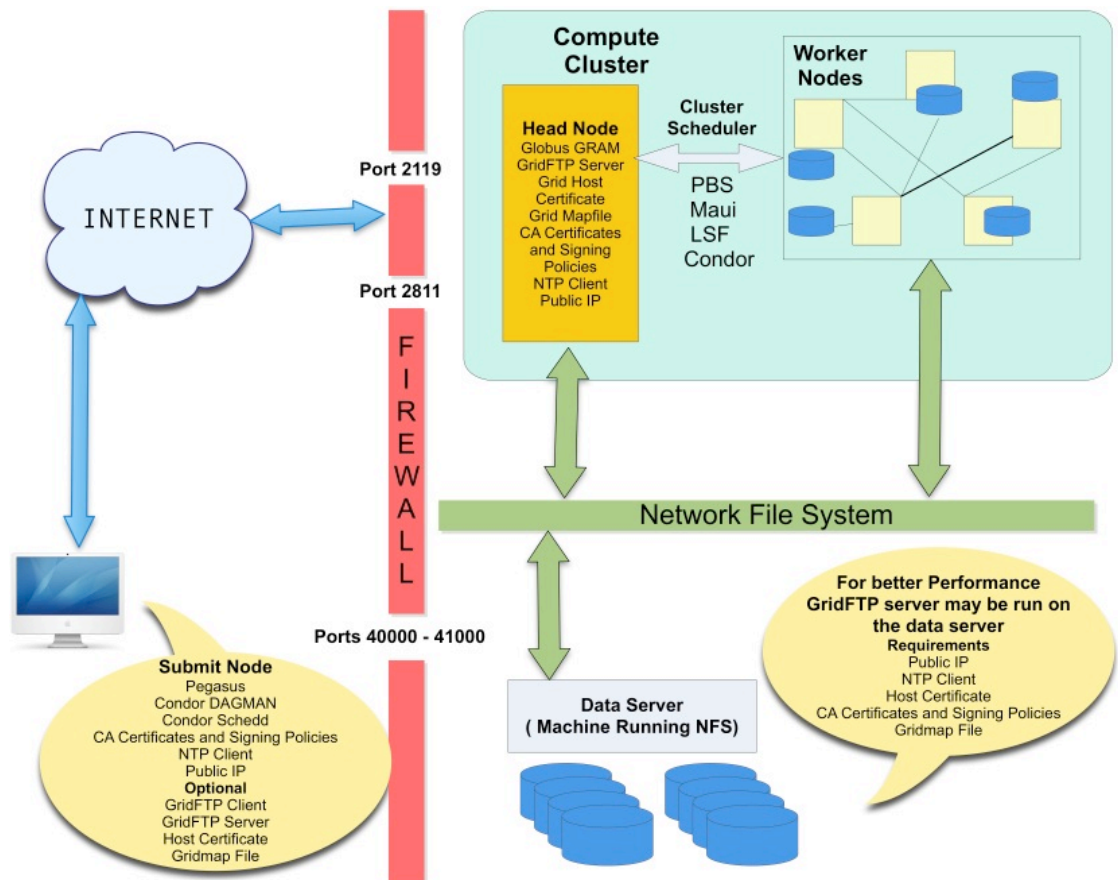 Compute
Cluster
Worker
Nodes
Cluster
Scheduler
PBS
Maui
LSF
Condor
Head Node
Globus GRAM
GridFTP Server
Grid Host
Certificate
Grid Mapfile
CA Certificates
and Signing
Policies
NTP Client
Public IP
INTERNET
Port 2119
Port 2811
FIREWALL
Ports 40000 - 41000
Network File System
Submit Node
Pegasus
Condor DAGMAN
Condor Schedd
CA Certificates and Signing Policies
NTP Client
Public IP
Optional
GridFTP Client
GridFTP Server
Host Certificate
Gridmap File
Data Server
( Machine Running NFS)
For better Performance
GridFTP server may be run on
the data server
Requirements
Public IP
NTP Client
Host Certificate
CA Certificates and Signing Policies
Gridmap File